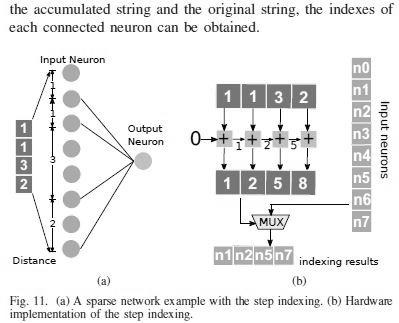 the accumulated string and the original string, the indexes of
each connected neuron can be obtained.
Input Neuron
1
1
3
2
1
1
3
2
Output
Neuron
Distance
(a)
1 1 3 2
0 + 1 + 2 + 5 +
1 2 5 8
MUX
n1 n2 n5 n7 indexing results
n0
n1
n2
n3
n4
n5
n6
n7
Input neurons
(b)
Fig. 11. (a) A sparse network example with the step indexing. (b) Hardware
implementation of the step indexing.